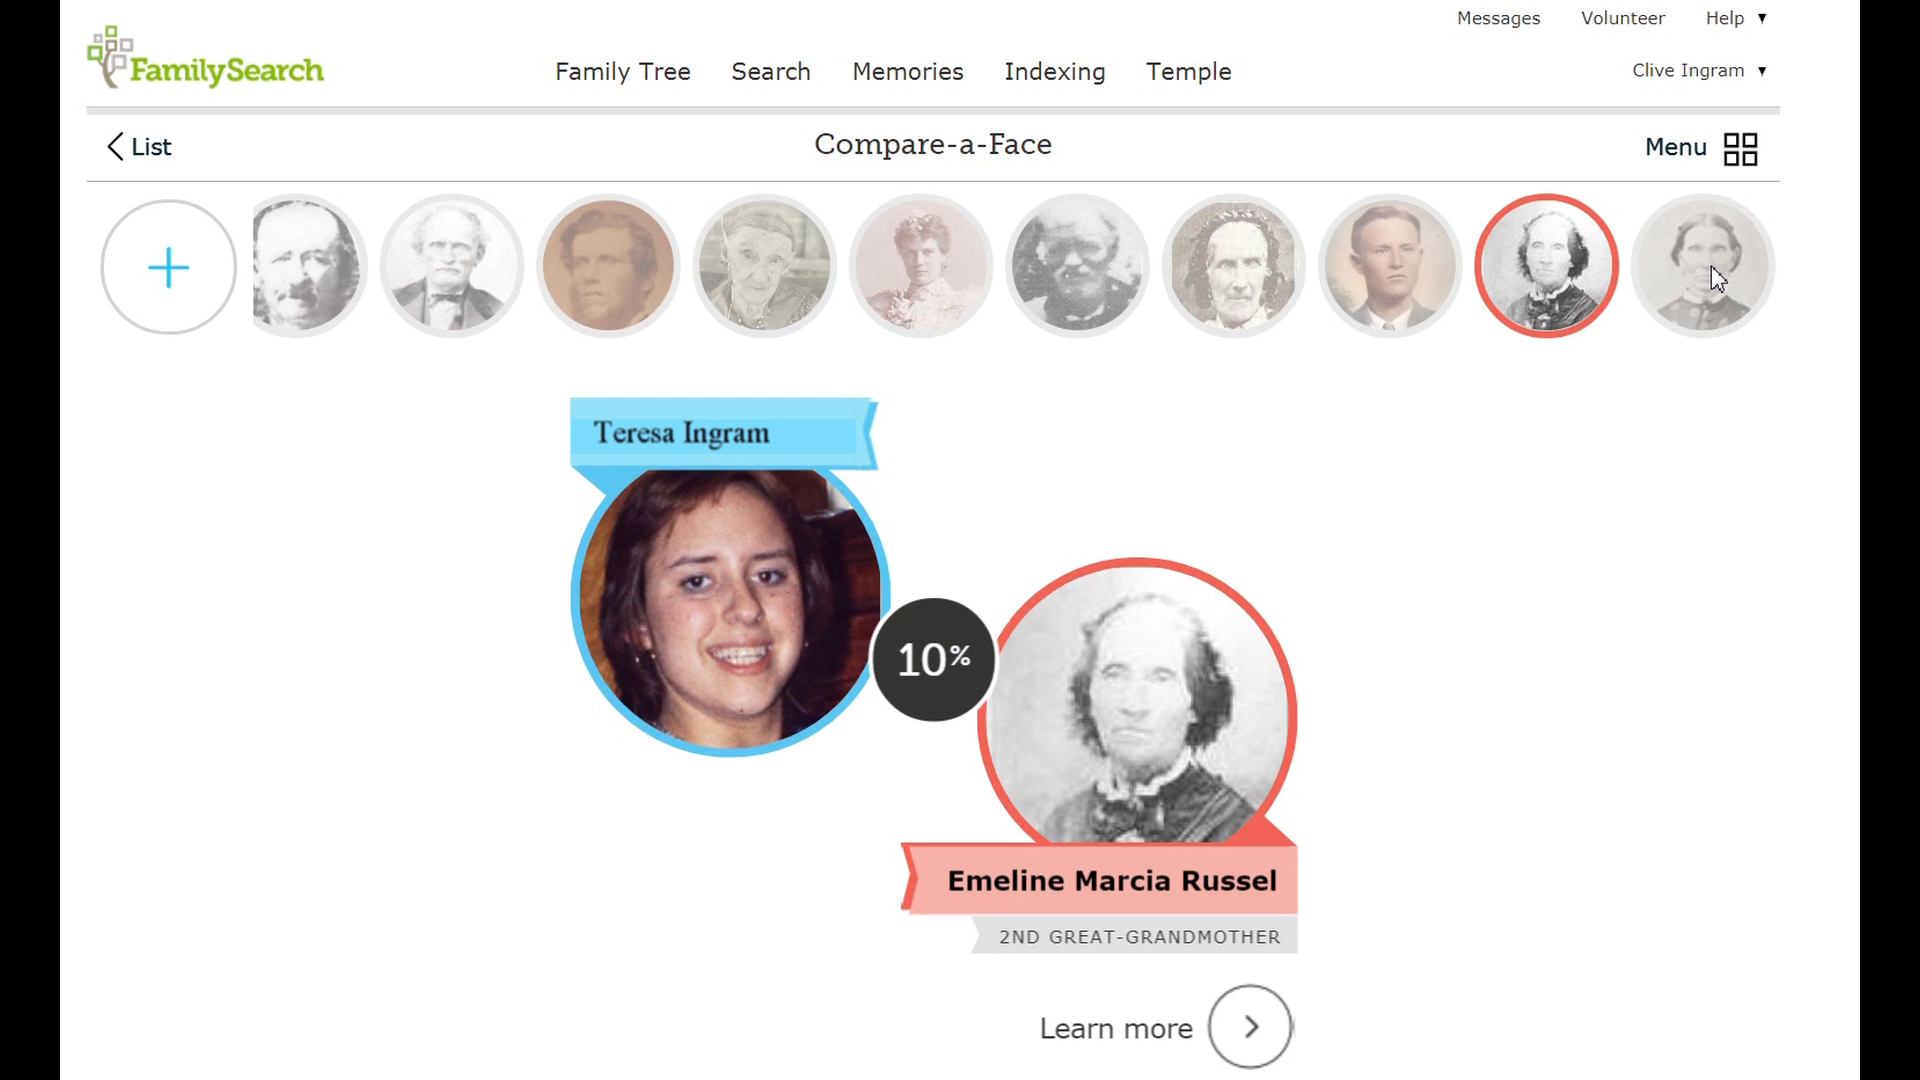 Messages Volunteer Help
FamilySearch
Family Tree Search Memories Indexing Temple
Clive Ingram
List
Compare-a-Face
Menu
Teresa Ingram
10%
Emeline Marcia Russel
2ND GREAT-GRANDMOTHER
Learn more